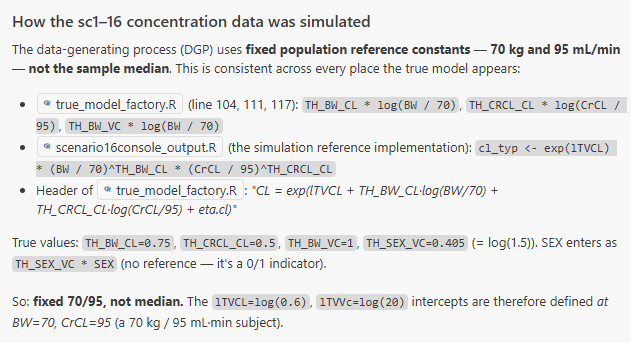 How the sc1–16 concentration data was simulated
The data-generating process (DGP) uses fixed population reference constants — 70 kg and 95 mL/min
— not the sample median. This is consistent across every place the true model appears:
• true_model_factory.R (line 104, 111, 117): TH_BW_CL * log(BW / 70), TH_CRCL_CL * log(CrCL /
95), TH_BW_VC * log(BW / 70)
• scenario16console_output.R (the simulation reference implementation): cl_typ <- exp(lTVCL)
* (BW / 70)^TH_BW_CL * (CrCL / 95)^TH_CRCL_CL
• Header of true_model_factory.R: "CL = exp(lTVCL + TH_BW_CL·log(BW/70) +
TH_CRCL_CL·log(CrCL/95) + eta.cl)"
True values: TH_BW_CL=0.75, TH_CRCL_CL=0.5, TH_BW_VC=1, TH_SEX_VC=0.405 (= log(1.5)). SEX enters as
TH_SEX_VC * SEX (no reference — it's a 0/1 indicator).
So: fixed 70/95, not median. The lTVCL=log(0.6), lTVVc=log(20) intercepts are therefore defined at
BW=70, CrCL=95 (a 70 kg / 95 mL·min subject).